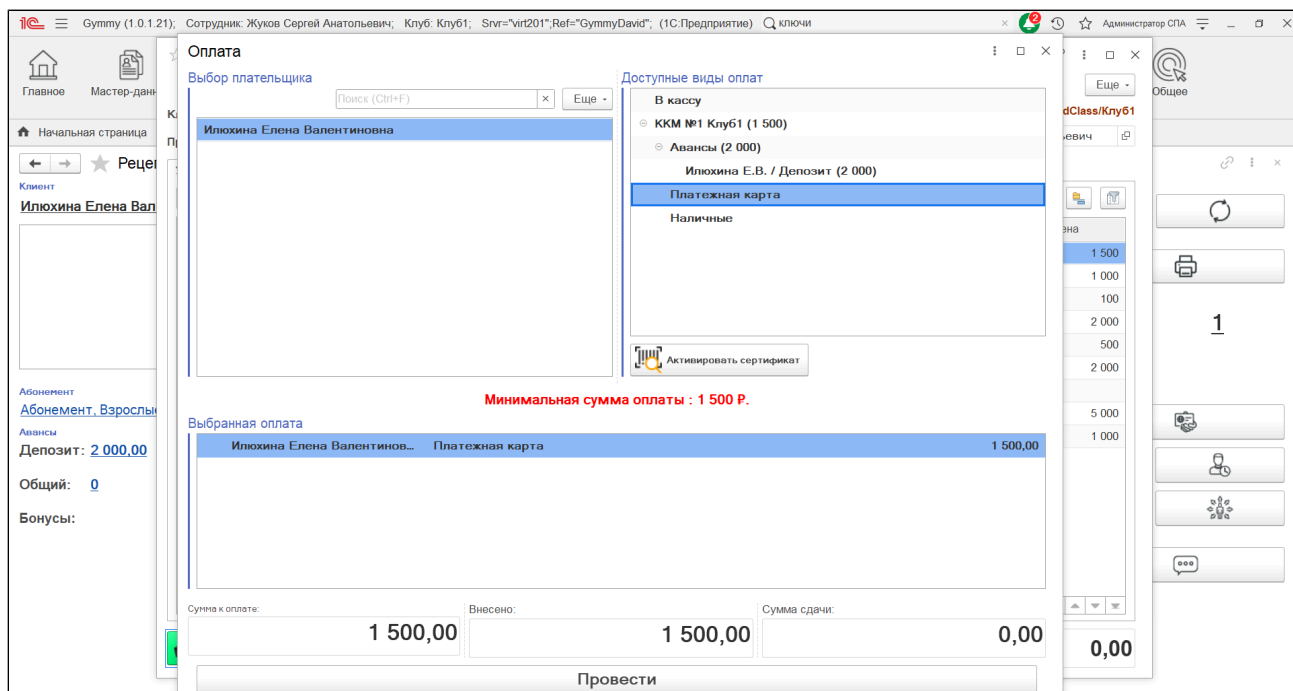 1С Gymmy (1.0.1.21); Сотрудник: Жуков Сергей Анатольевич; Клуб: Клуб1; Srvr="virt201";Ref="GymmyDavid"; (1С:Предприятие) ключи 2 Администратор СПА
Оплата
Главное
Общее
Еще
dClass/Клуб1
евич
Начальная страница
Выбор плательщика
Поиск (Ctrl+F) × Еще
Илюхина Елена Валентиновна
Доступные виды оплат
В кассу
ККМ №1 Клуб1 (1 500)
Авансы (2 000)
Илюхина Е.В. / Депозит (2 000)
Платежная карта
Наличные
Активировать сертификат
Клиент
Илюхина Елена Вал
Абонемент
Абонемент, Взрослы
Авансы
Депозит: 2 000,00
Общий: 0
Бонусы:
Минимальная сумма оплаты : 1 500 ₽.
Выбранная оплата
Илюхина Елена Валентинов... Платежная карта 1 500,00
Сумма к оплате: Внесено: Сумма сдачи:
1 500,00 1 500,00 0,00
Провести
1 500
1 000
100
2 000
500
2 000
5 000
1 000
0,00
1